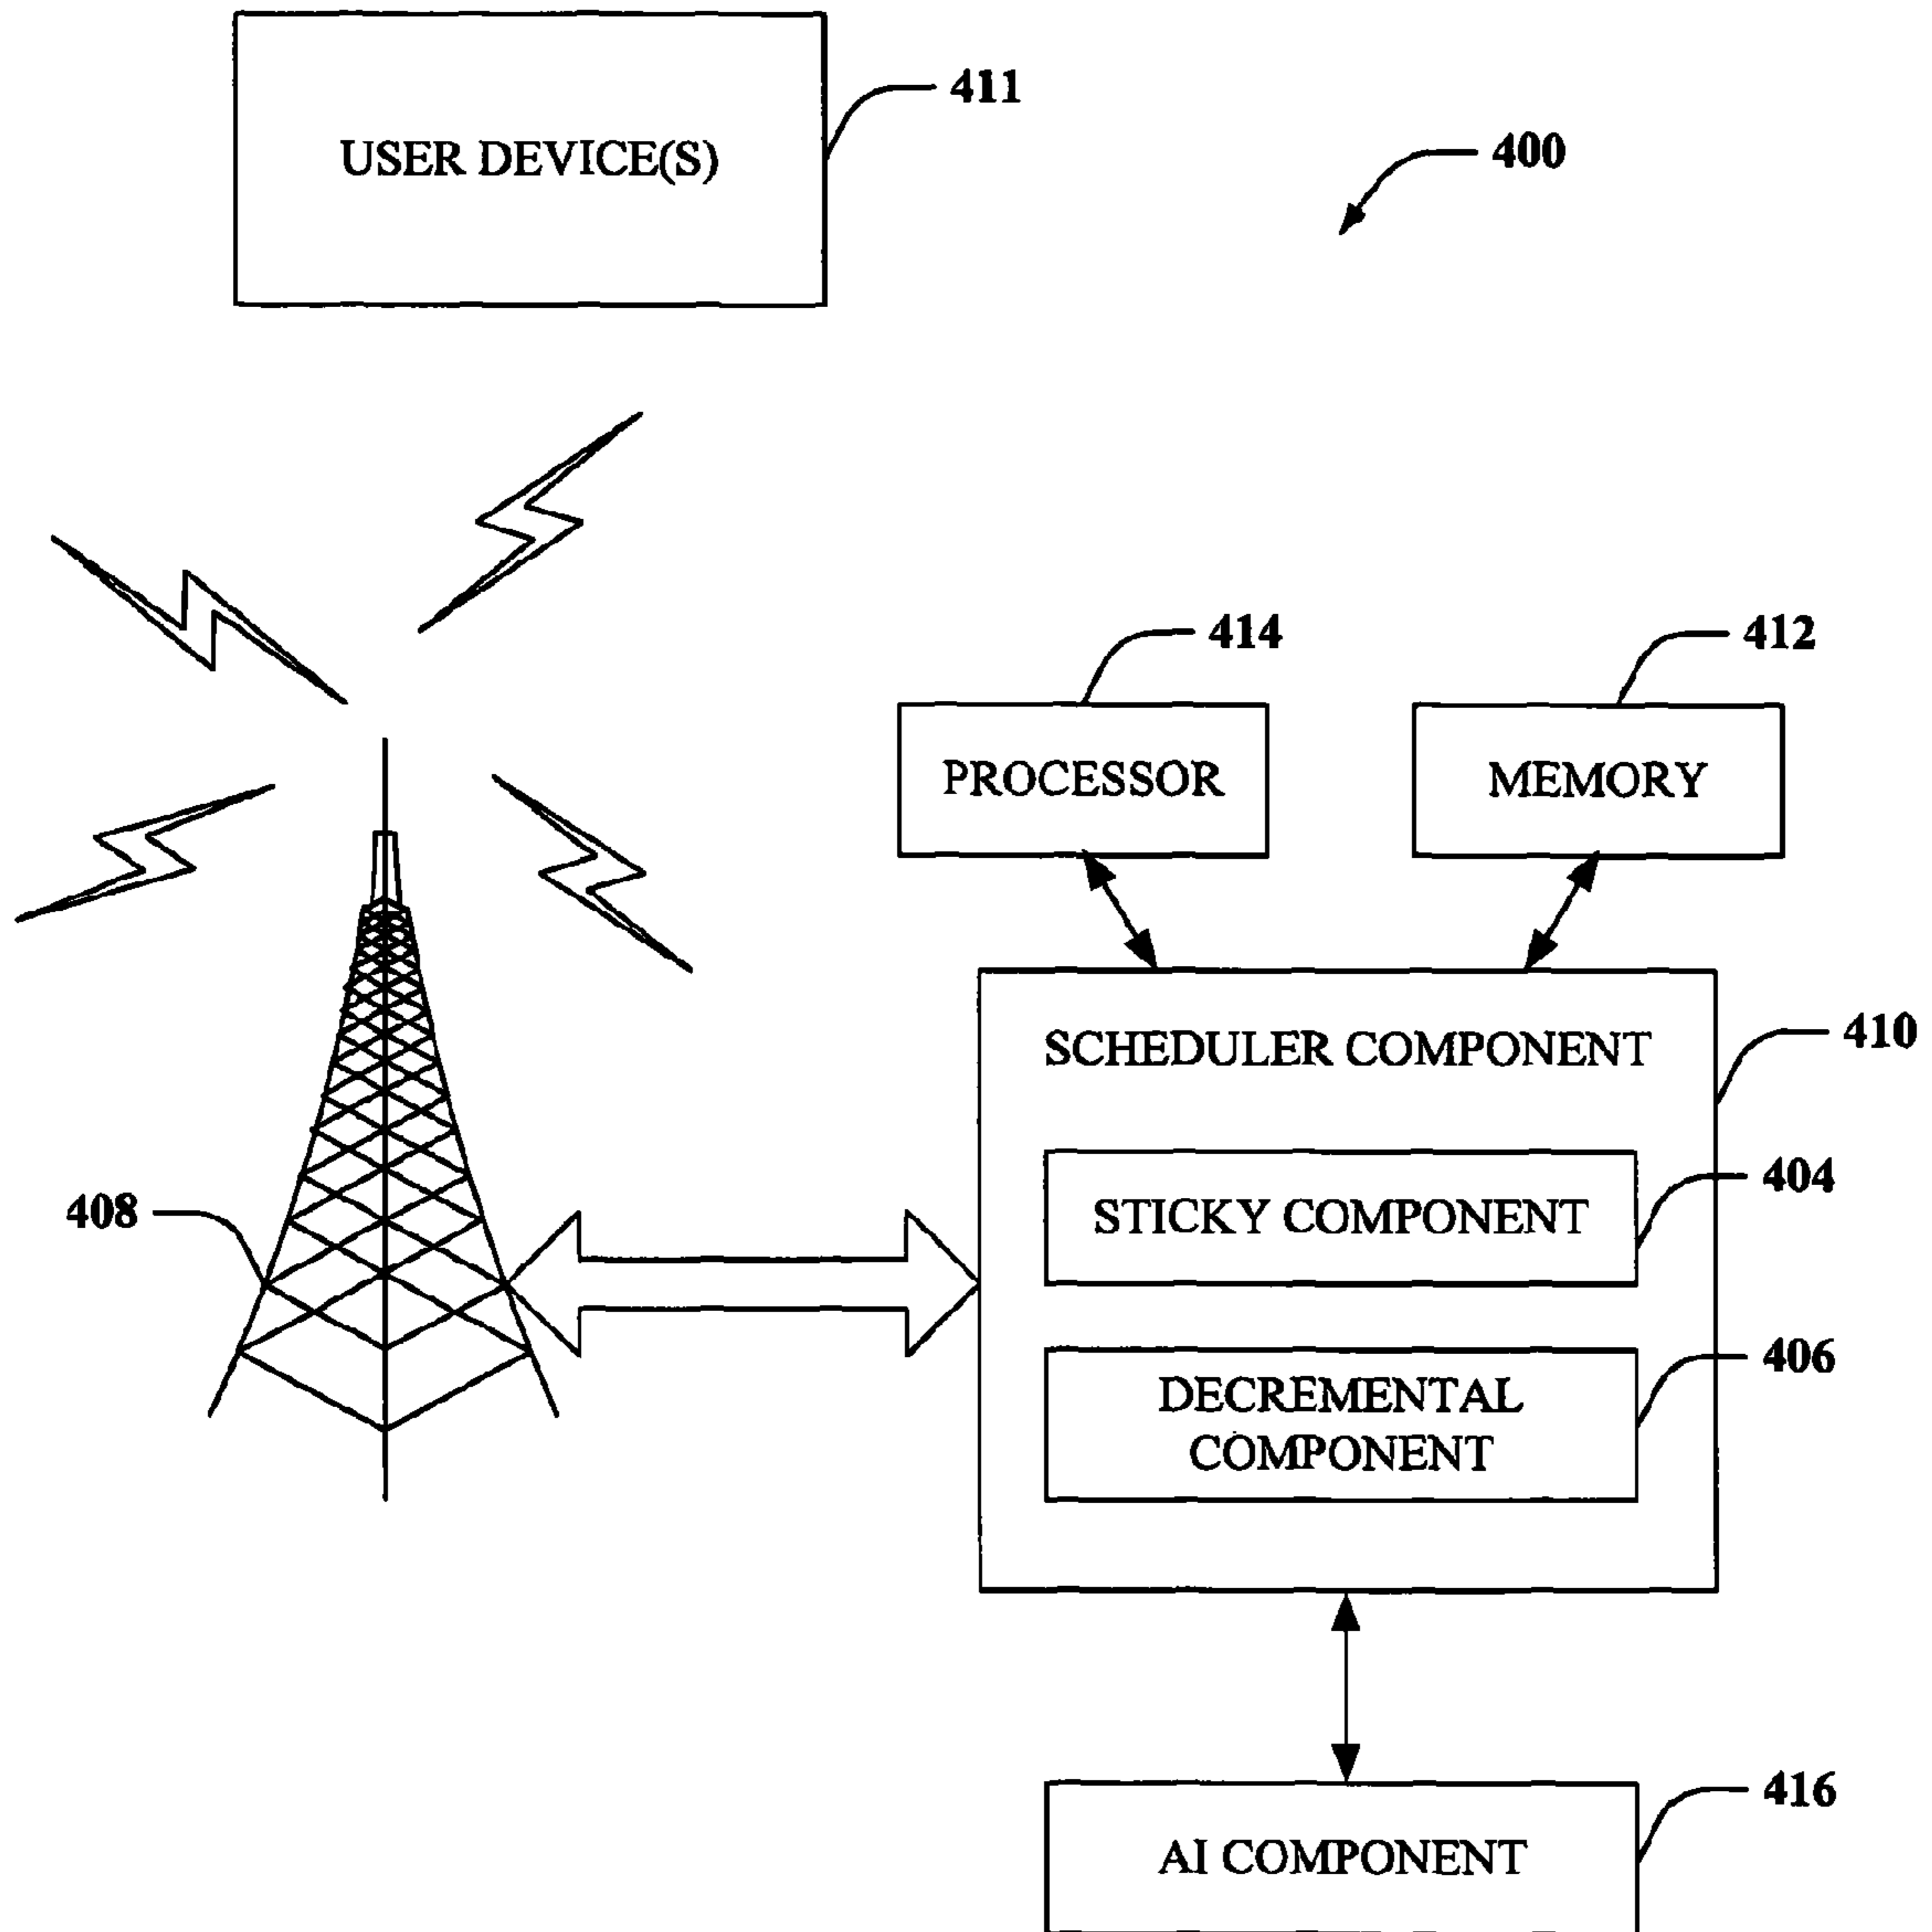 411
USER DEVICE(S)
400
414
412
PROCESSOR
MEMORY
SCHEDULER COMPONENT
410
404
STICKY COMPONENT
408
406
DECREMENTAL
COMPONENT
416
AI COMPONENT